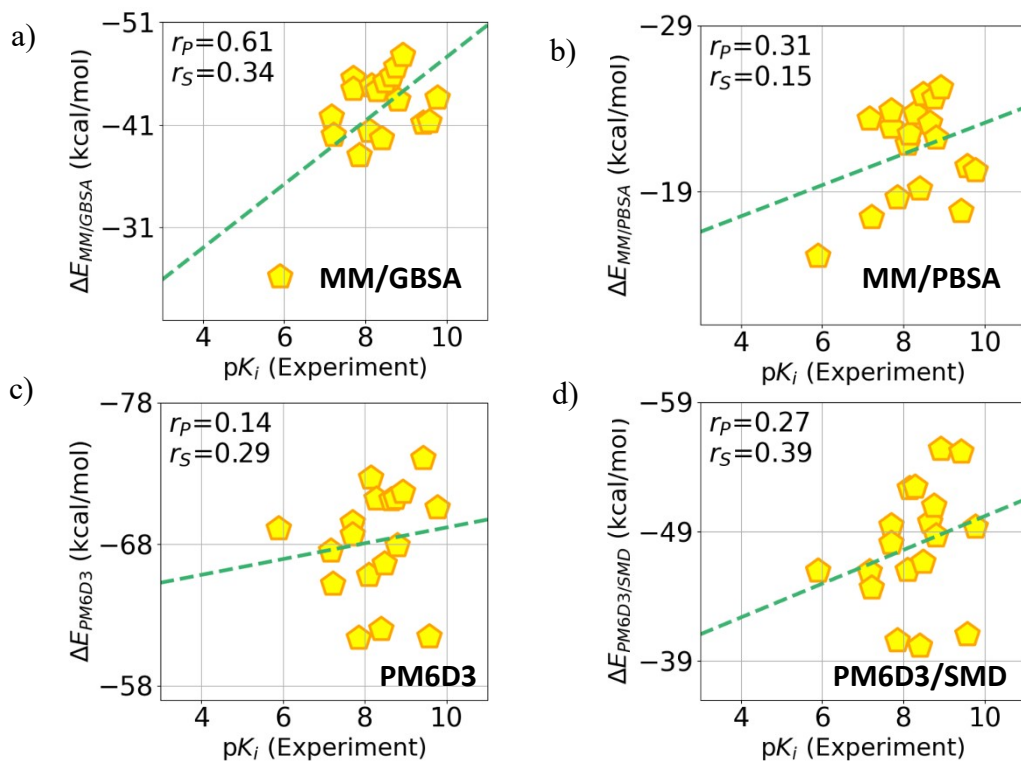 a)
−51
−41
−31
ΔE_MM/GBSA (kcal/mol)
r_P=0.61
r_S=0.34
MM/GBSA
4 6 8 10
pK_i (Experiment)
b)
−29
−19
ΔE_MM/PBSA (kcal/mol)
r_P=0.31
r_S=0.15
MM/PBSA
4 6 8 10
pK_i (Experiment)
c)
−78
−68
−58
ΔE_PM6D3 (kcal/mol)
r_P=0.14
r_S=0.29
PM6D3
4 6 8 10
pK_i (Experiment)
d)
−59
−49
−39
ΔE_PM6D3/SMD (kcal/mol)
r_P=0.27
r_S=0.39
PM6D3/SMD
4 6 8 10
pK_i (Experiment)